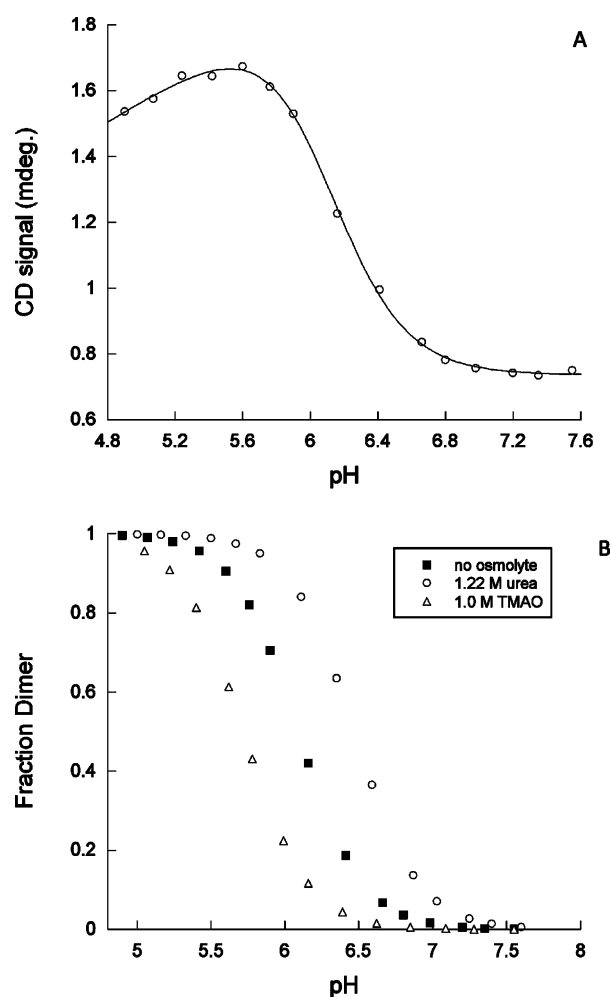 A
1.8
1.6
1.4
1.2
1
0.8
0.6
CD signal (mdeg.)
4.8 5.2 5.6 6 6.4 6.8 7.2 7.6
pH
B
no osmolyte
1.22 M urea
1.0 M TMAO
1
0.8
0.6
0.4
0.2
0
Fraction Dimer
5 5.5 6 6.5 7 7.5 8
pH